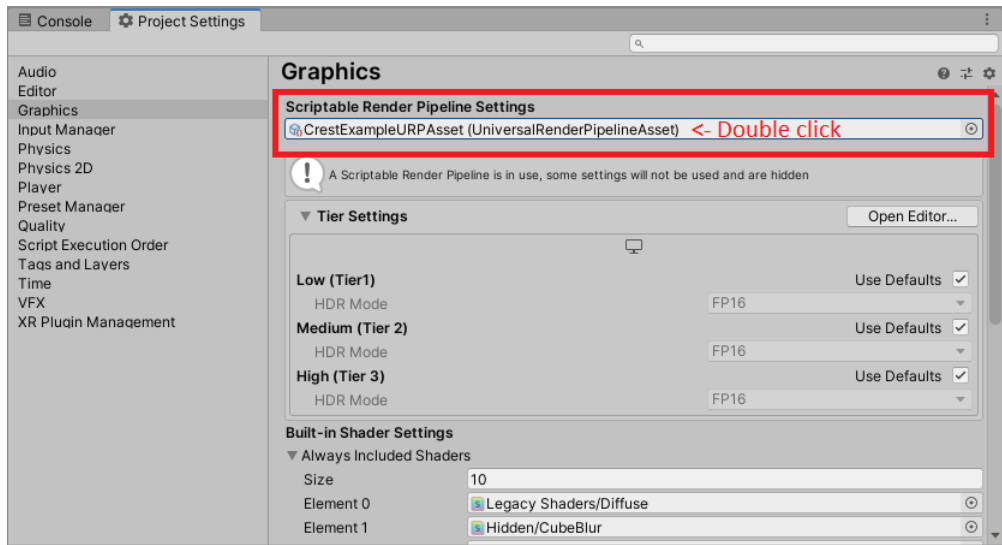 Console Project Settings
Audio
Editor
Graphics
Input Manager
Physics
Physics 2D
Player
Preset Manager
Quality
Script Execution Order
Tags and Layers
Time
VFX
XR Plugin Management
Graphics
Scriptable Render Pipeline Settings
CrestExampleURPAsset (UniversalRenderPipelineAsset) <- Double click
! A Scriptable Render Pipeline is in use, some settings will not be used and are hidden
Tier Settings Open Editor...
Low (Tier1) Use Defaults
HDR Mode FP16
Medium (Tier 2) Use Defaults
HDR Mode FP16
High (Tier 3) Use Defaults
HDR Mode FP16
Built-in Shader Settings
Always Included Shaders
Size 10
Element 0 Legacy Shaders/Diffuse
Element 1 Hidden/CubeBlur